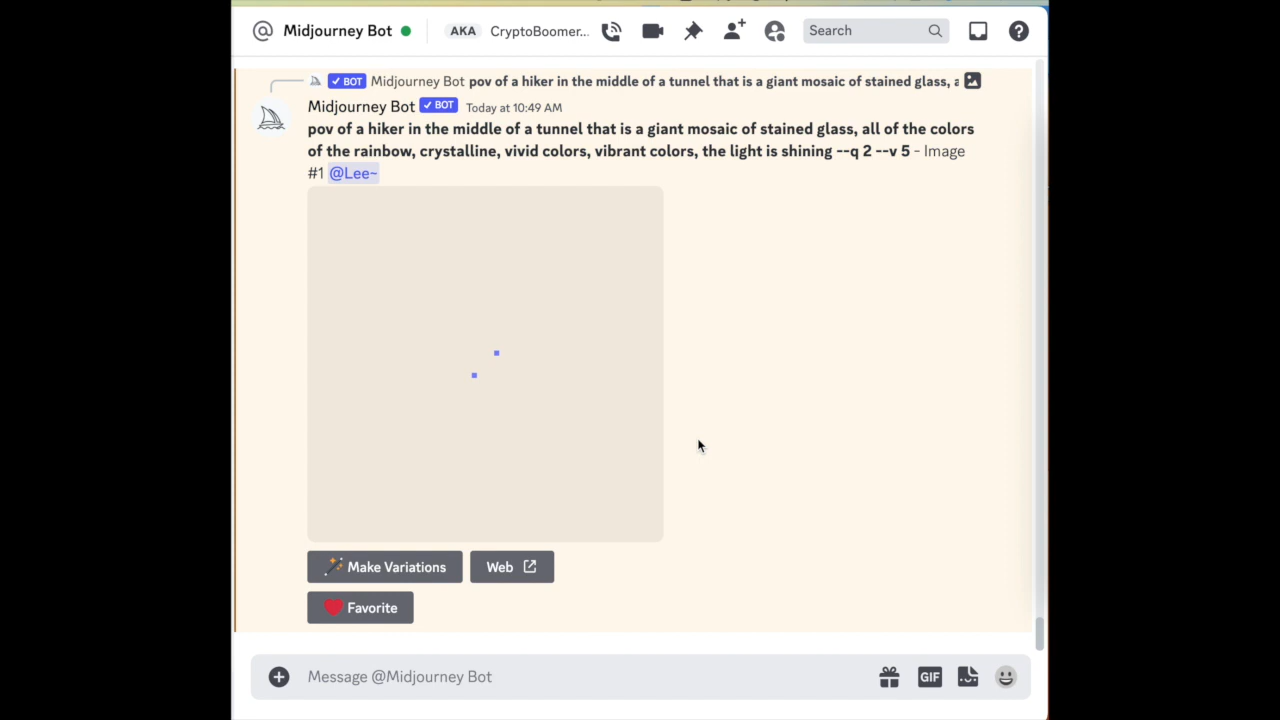 @ Midjourney Bot AKA CryptoBoomer... Search
BOT Midjourney Bot pov of a hiker in the middle of a tunnel that is a giant mosaic of stained glass, a
Midjourney Bot BOT Today at 10:49 AM
pov of a hiker in the middle of a tunnel that is a giant mosaic of stained glass, all of the colors
of the rainbow, crystalline, vivid colors, vibrant colors, the light is shining --q 2 --v 5 - Image
#1 @Lee~
Make Variations Web
Favorite
Message @Midjourney Bot GIF